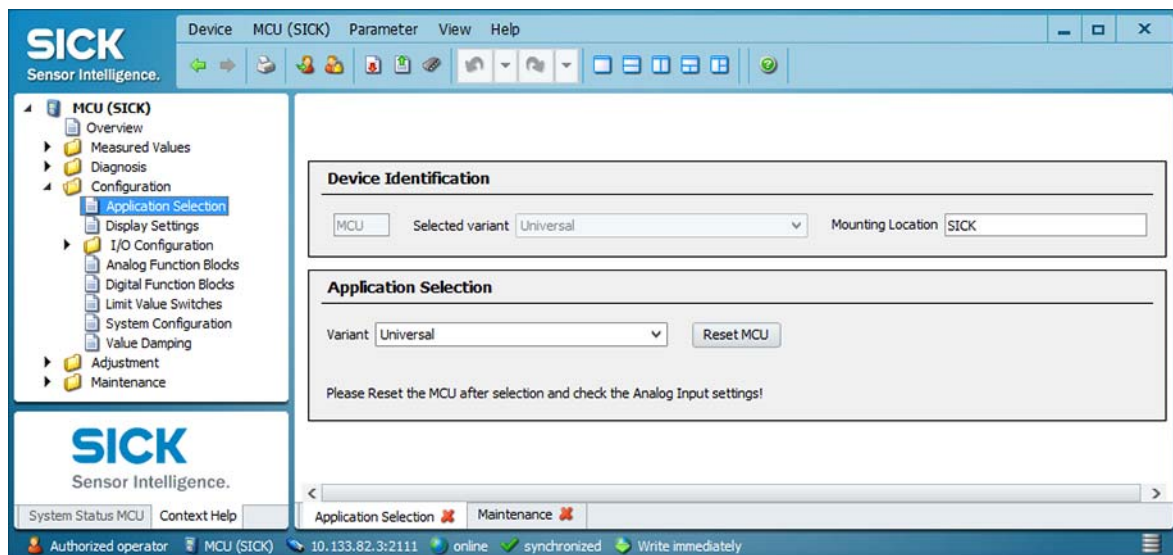 SICK
Sensor Intelligence.
Device MCU (SICK) Parameter View Help
MCU (SICK)
Overview
Measured Values
Diagnosis
Configuration
Application Selection
Display Settings
I/O Configuration
Analog Function Blocks
Digital Function Blocks
Limit Value Switches
System Configuration
Value Damping
Adjustment
Maintenance
SICK
Sensor Intelligence.
System Status MCU Context Help
Device Identification
MCU Selected variant Universal Mounting Location SICK
Application Selection
Variant Universal Reset MCU
Please Reset the MCU after selection and check the Analog Input settings!
Application Selection Maintenance
Authorized operator MCU (SICK) 10.133.82.3:2111 online synchronized Write immediately